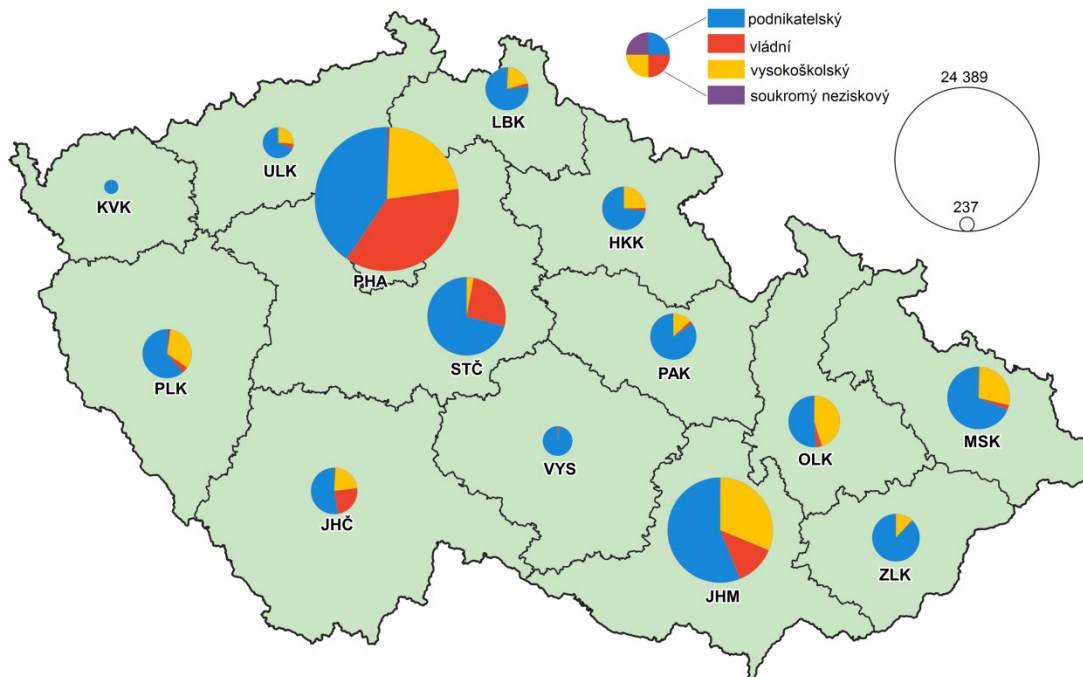 podnikatelský
vládní
vysokoškolský
soukromý neziskový
24 389
237
LBK
ULK
KVK
HKK
PHA
STČ
PAK
PLK
MSK
OLK
VYS
JHČ
ZLK
JHM